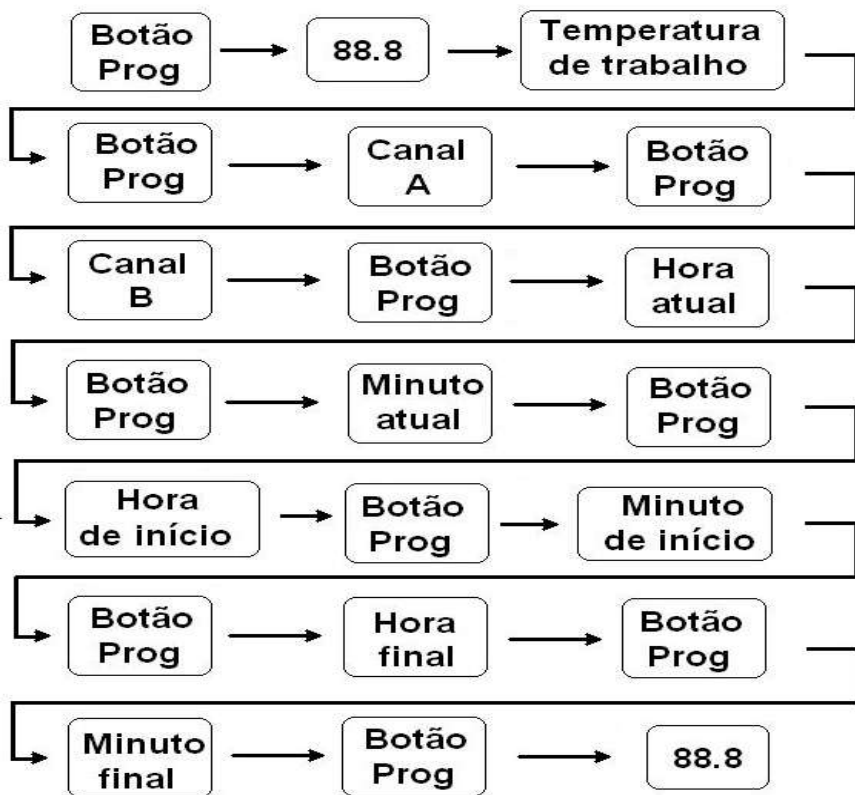 Botão
Prog
88.8
Temperatura
de trabalho
Botão
Prog
Canal
A
Botão
Prog
Canal
B
Botão
Prog
Hora
atual
Botão
Prog
Minuto
atual
Botão
Prog
Hora
de início
Botão
Prog
Minuto
de início
Botão
Prog
Hora
final
Botão
Prog
Minuto
final
Botão
Prog
88.8